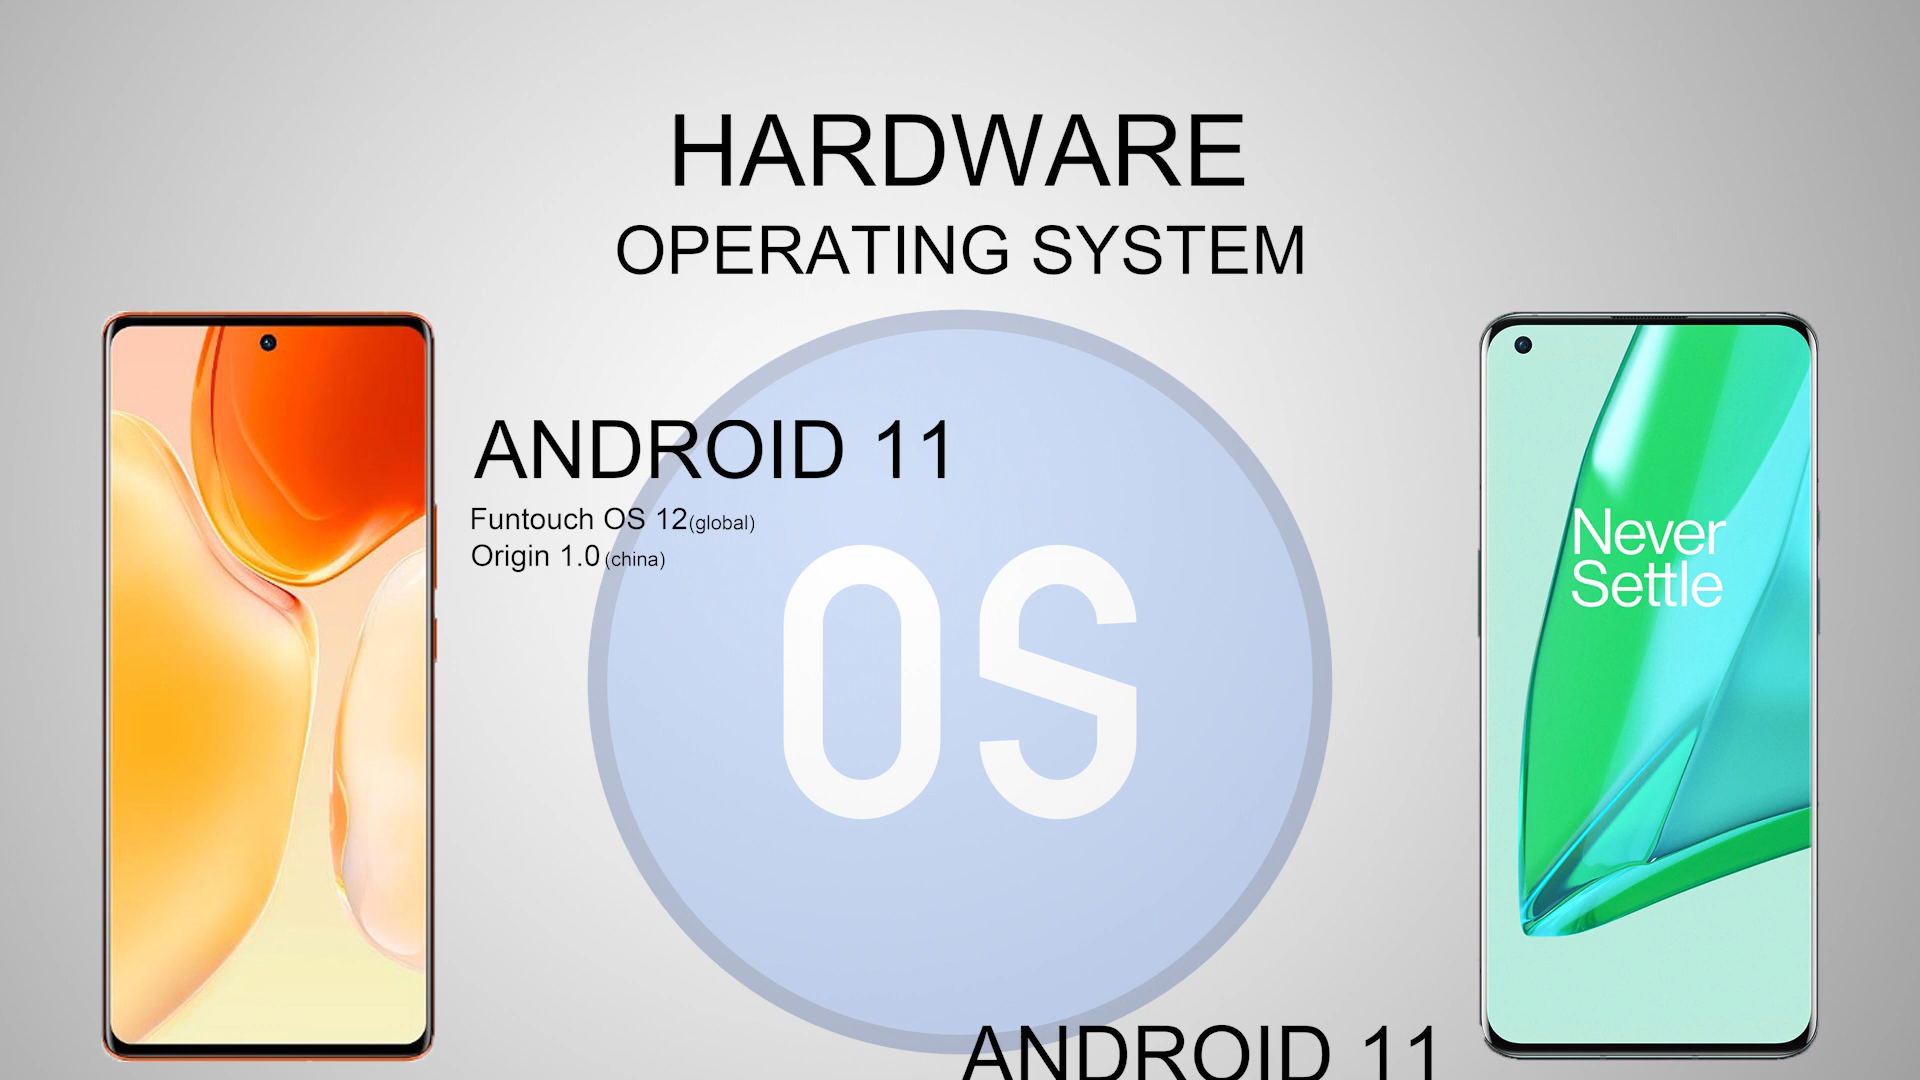 HARDWARE
OPERATING SYSTEM
ANDROID 11
Funtouch OS 12(global)
Origin 1.0(china)
OS
Never
Settle
ANDROID 11